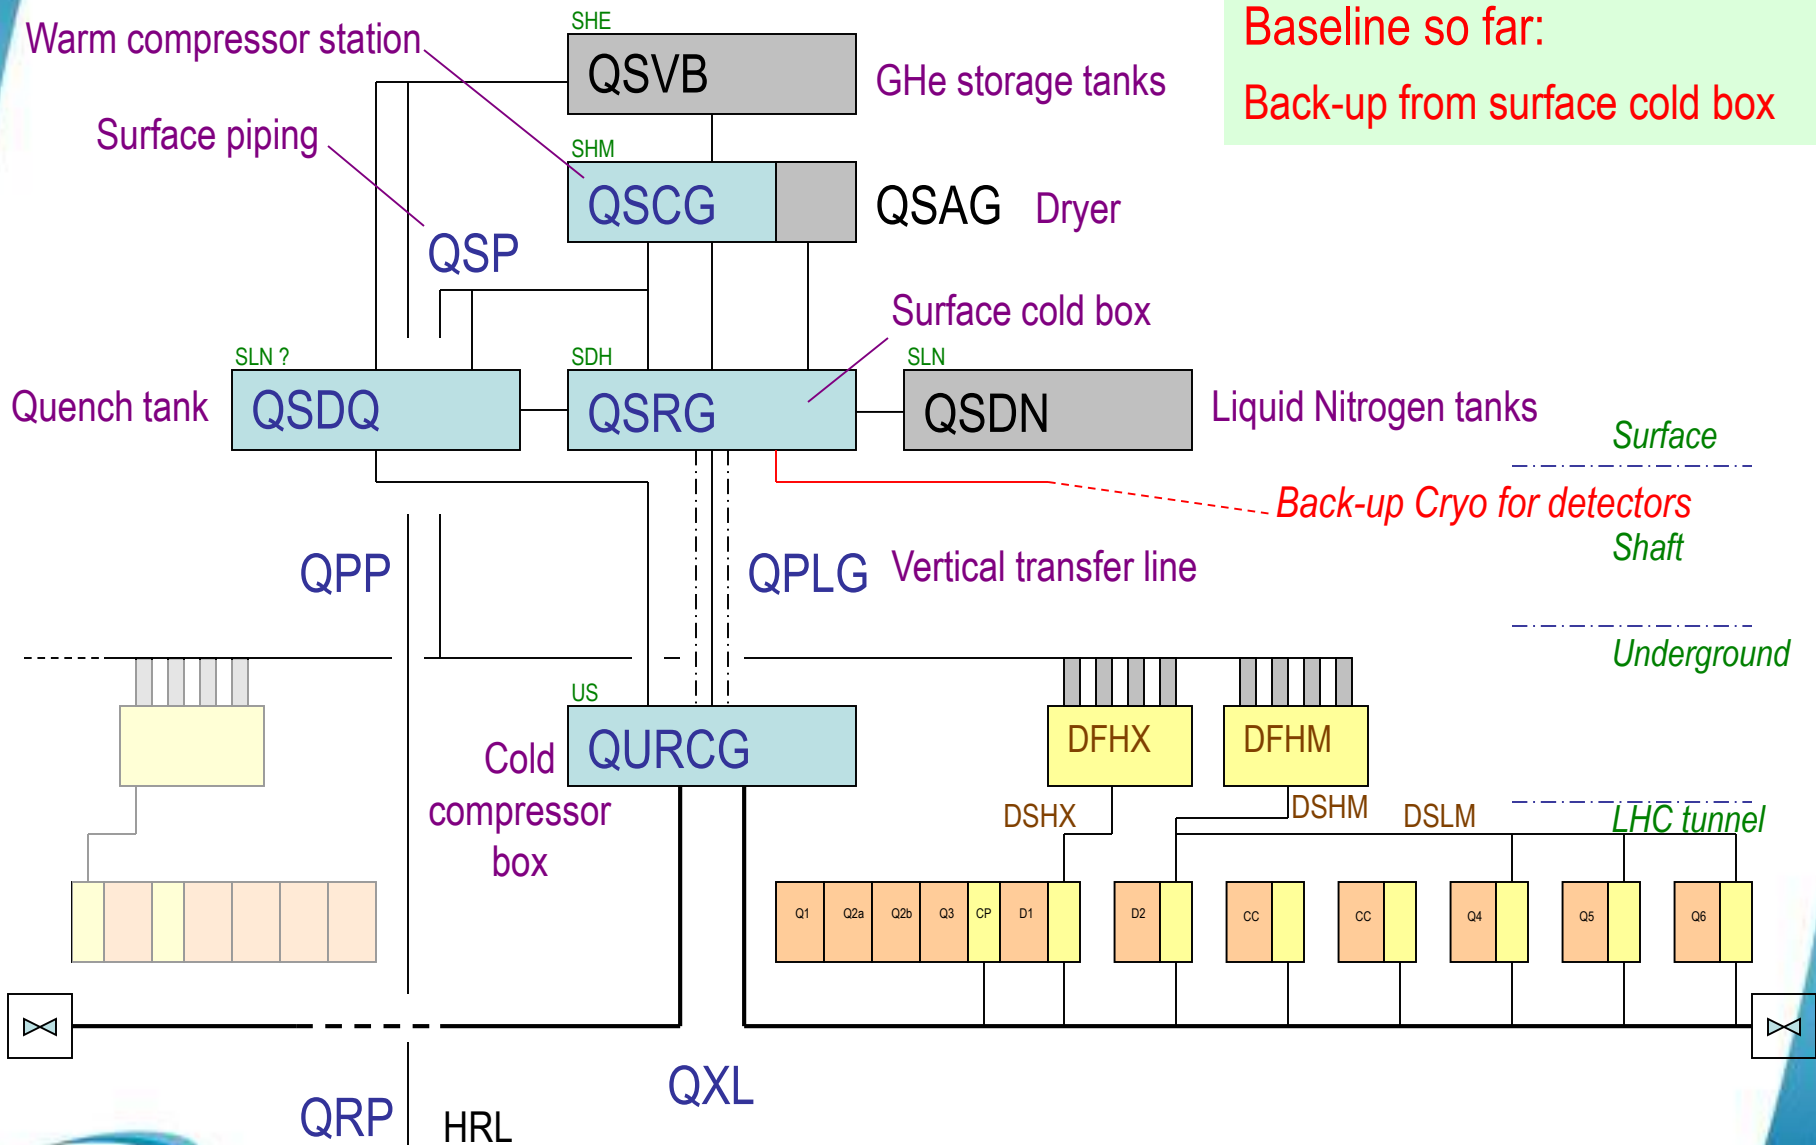 Baseline so far:
Back-up from surface cold box
SHE
Warm compressor station
QSVB
GHe storage tanks
Surface piping
SHM
QSCG
QSAG
Dryer
QSP
Surface cold box
SLN ?
SDH
SLN
Quench tank
QSDQ
QSRG
QSDN
Liquid Nitrogen tanks
Surface
Back-up Cryo for detectors
Shaft
QPP
QPLG
Vertical transfer line
Underground
US
Cold
compressor
box
QURCG
DFHX
DFHM
DSHX
DSHM
DSLM
LHC tunnel
Q1
Q2a
Q2b
Q3
CP
D1
D2
CC
CC
Q4
Q5
Q6
QXL
QRP
HRL